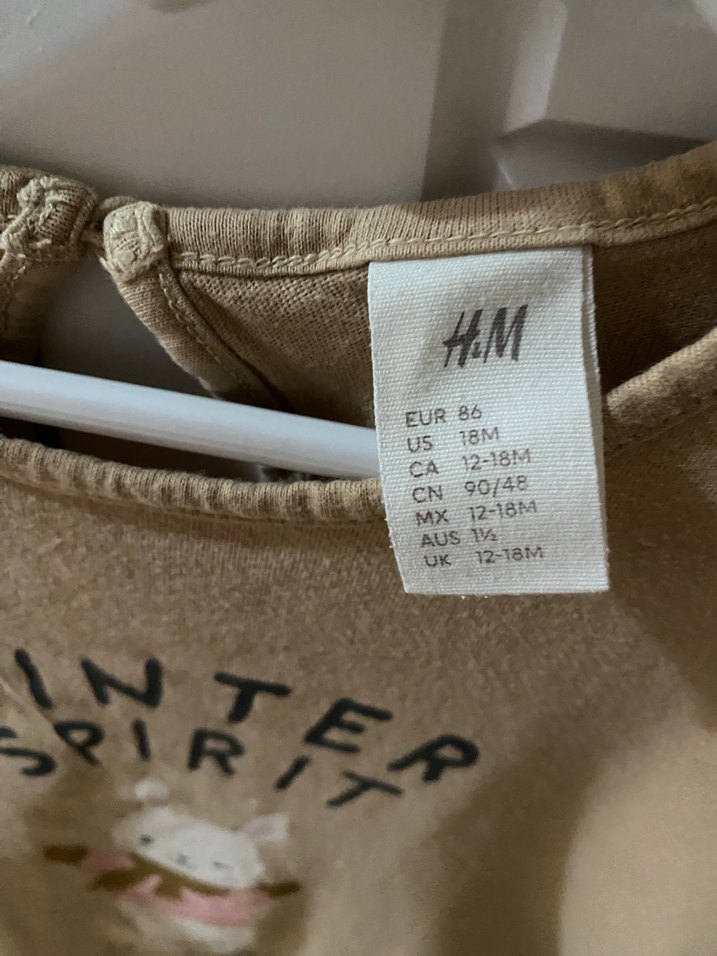 H&M
EUR 86
US 18M
CA 12-18M
CN 90/48
MX 12-18M
AUS 1½
UK 12-18M
INTER
SPIRIT